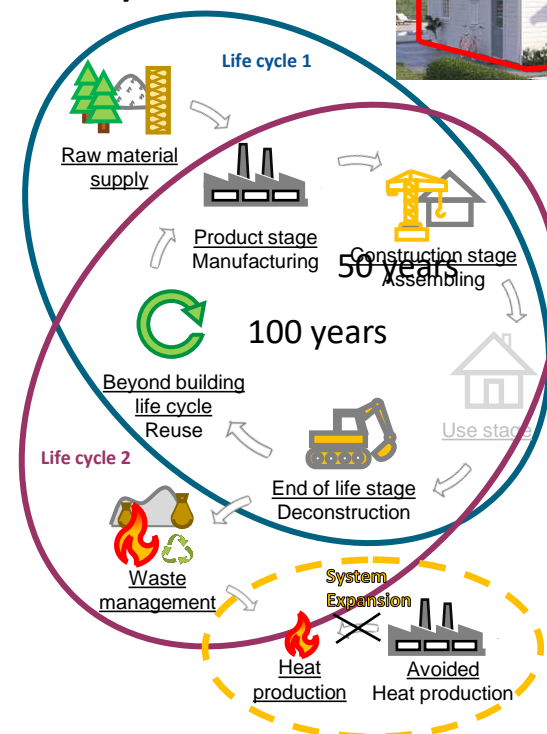 Life cycle 1
Raw material
supply
Product stage
Manufacturing
Construction stage
Assembling
50 years
100 years
Beyond building
life cycle
Reuse
Use stage
Life cycle 2
End of life stage
Deconstruction
Waste
management
System
Expansion
Heat
production
Avoided
Heat production